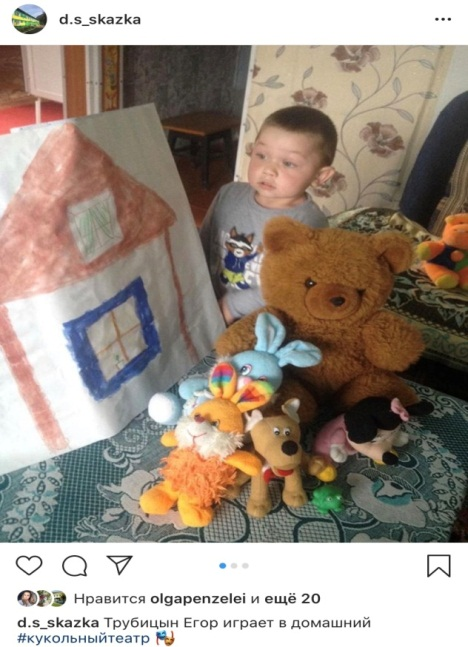 d.s_skazka
Нравится olgapenzelei и ещё 20
d.s_skazka Трубицын Егор играет в домашний
#кукольныйтеатр